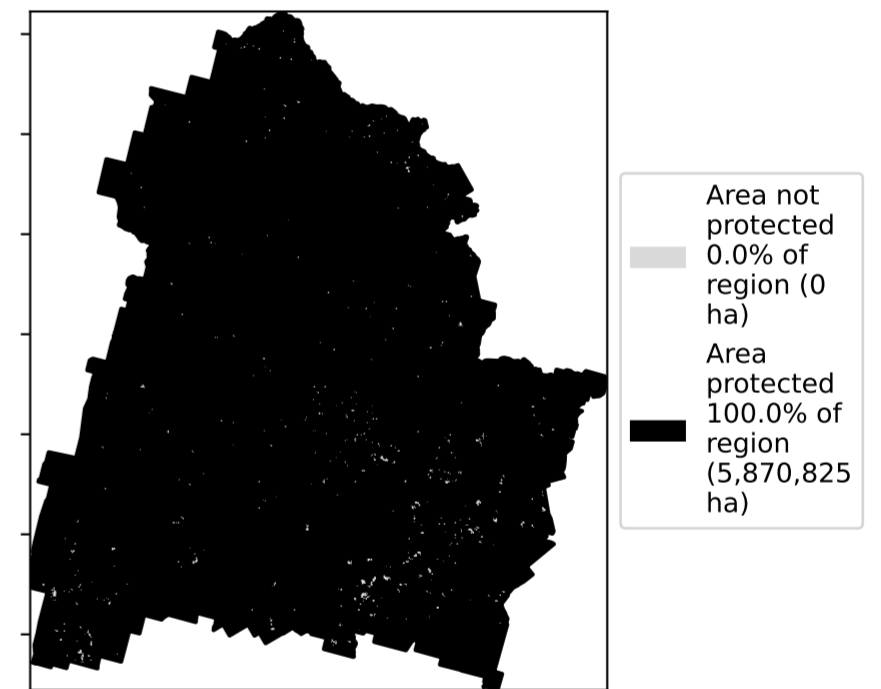 Area not
protected
0.0% of
region (0
ha)
Area
protected
100.0% of
region
(5,870,825
ha)